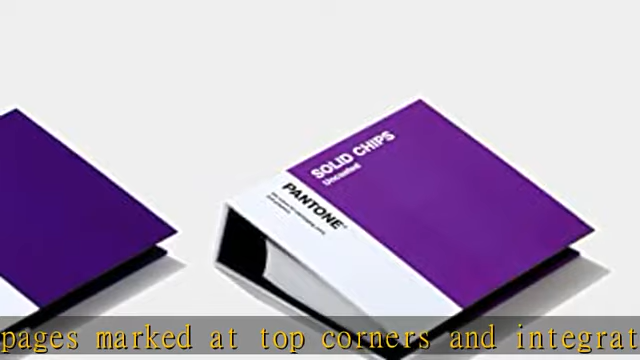 SOLID CHIPS
Uncoated
PANTONE®
pages marked at top corners and integrat